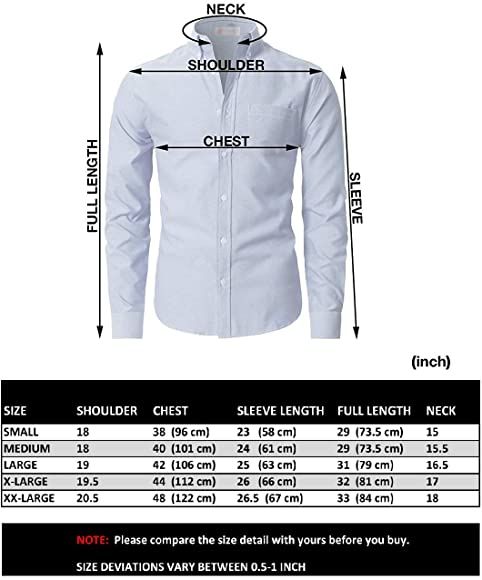 NECK
SHOULDER
CHEST
FULL LENGTH
SLEEVE
(inch)
SIZE SHOULDER CHEST SLEEVE LENGTH FULL LENGTH NECK
SMALL 18 38 (96 cm) 23 (58 cm) 29 (73.5 cm) 15
MEDIUM 18 40 (101 cm) 24 (61 cm) 29 (73.5 cm) 15.5
LARGE 19 42 (106 cm) 25 (63 cm) 31 (79 cm) 16.5
X-LARGE 19.5 44 (112 cm) 26 (66 cm) 32 (81 cm) 17
XX-LARGE 20.5 48 (122 cm) 26.5 (67 cm) 33 (84 cm) 18
NOTE: Please compare the size detail with yours before you buy.
SIZE DEVIATIONS VARY BETWEEN 0.5-1 INCH